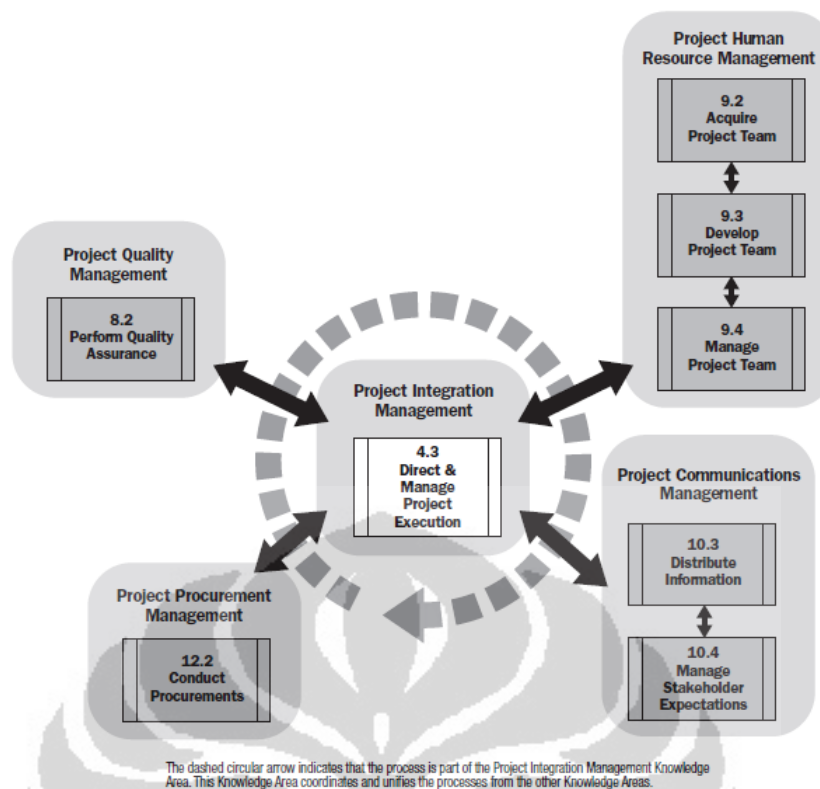 Project Human
Resource Management
9.2
Acquire
Project Team
9.3
Develop
Project Team
9.4
Manage
Project Team
Project Quality
Management
8.2
Perform Quality
Assurance
Project Integration
Management
4.3
Direct &
Manage
Project
Execution
Project Communications
Management
10.3
Distribute
Information
10.4
Manage
Stakeholder
Expectations
Project Procurement
Management
12.2
Conduct
Procurements
The dashed circular arrow indicates that the process is part of the Project Integration Management Knowledge
Area. This Knowledge Area coordinates and unifies the processes from the other Knowledge Areas.